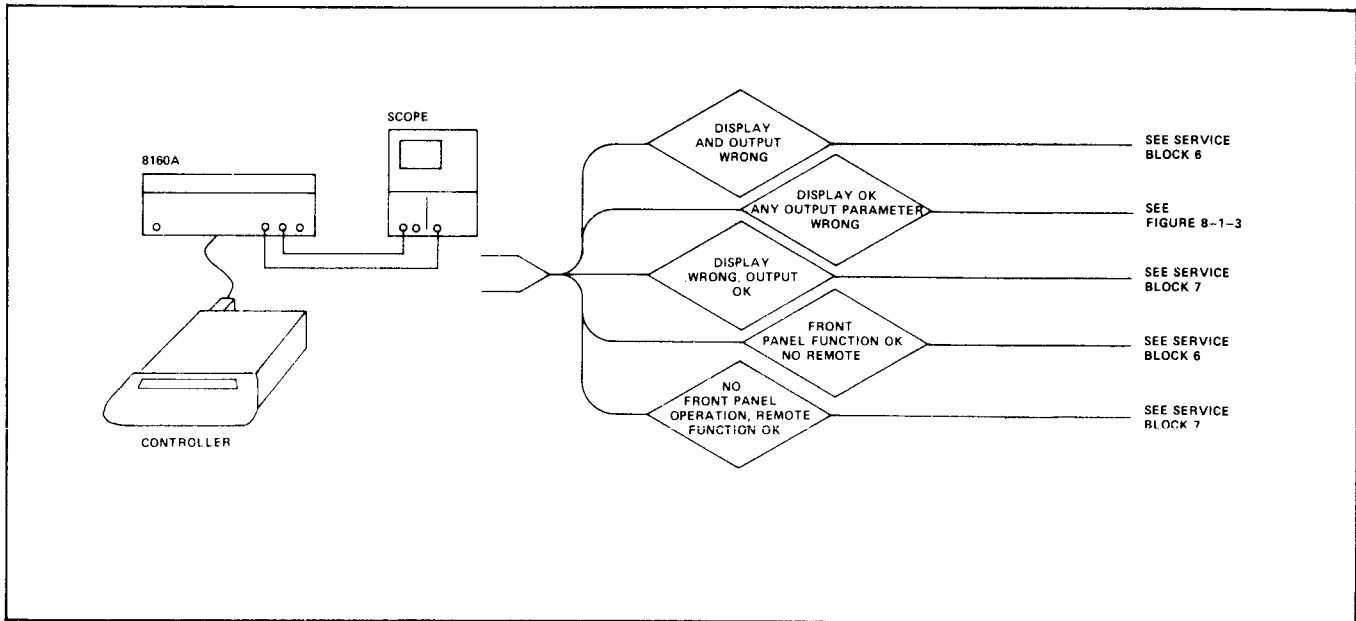 SCOPE
8160A
CONTROLLER
DISPLAY
AND OUTPUT
WRONG
SEE SERVICE
BLOCK 6
DISPLAY OK
ANY OUTPUT PARAMETER
WRONG
SEE
FIGURE 8-1-3
DISPLAY
WRONG, OUTPUT
OK
SEE SERVICE
BLOCK 7
FRONT
PANEL FUNCTION OK
NO REMOTE
SEE SERVICE
BLOCK 6
NO
FRONT PANEL
OPERATION, REMOTE
FUNCTION OK
SEE SERVICE
BLOCK 7